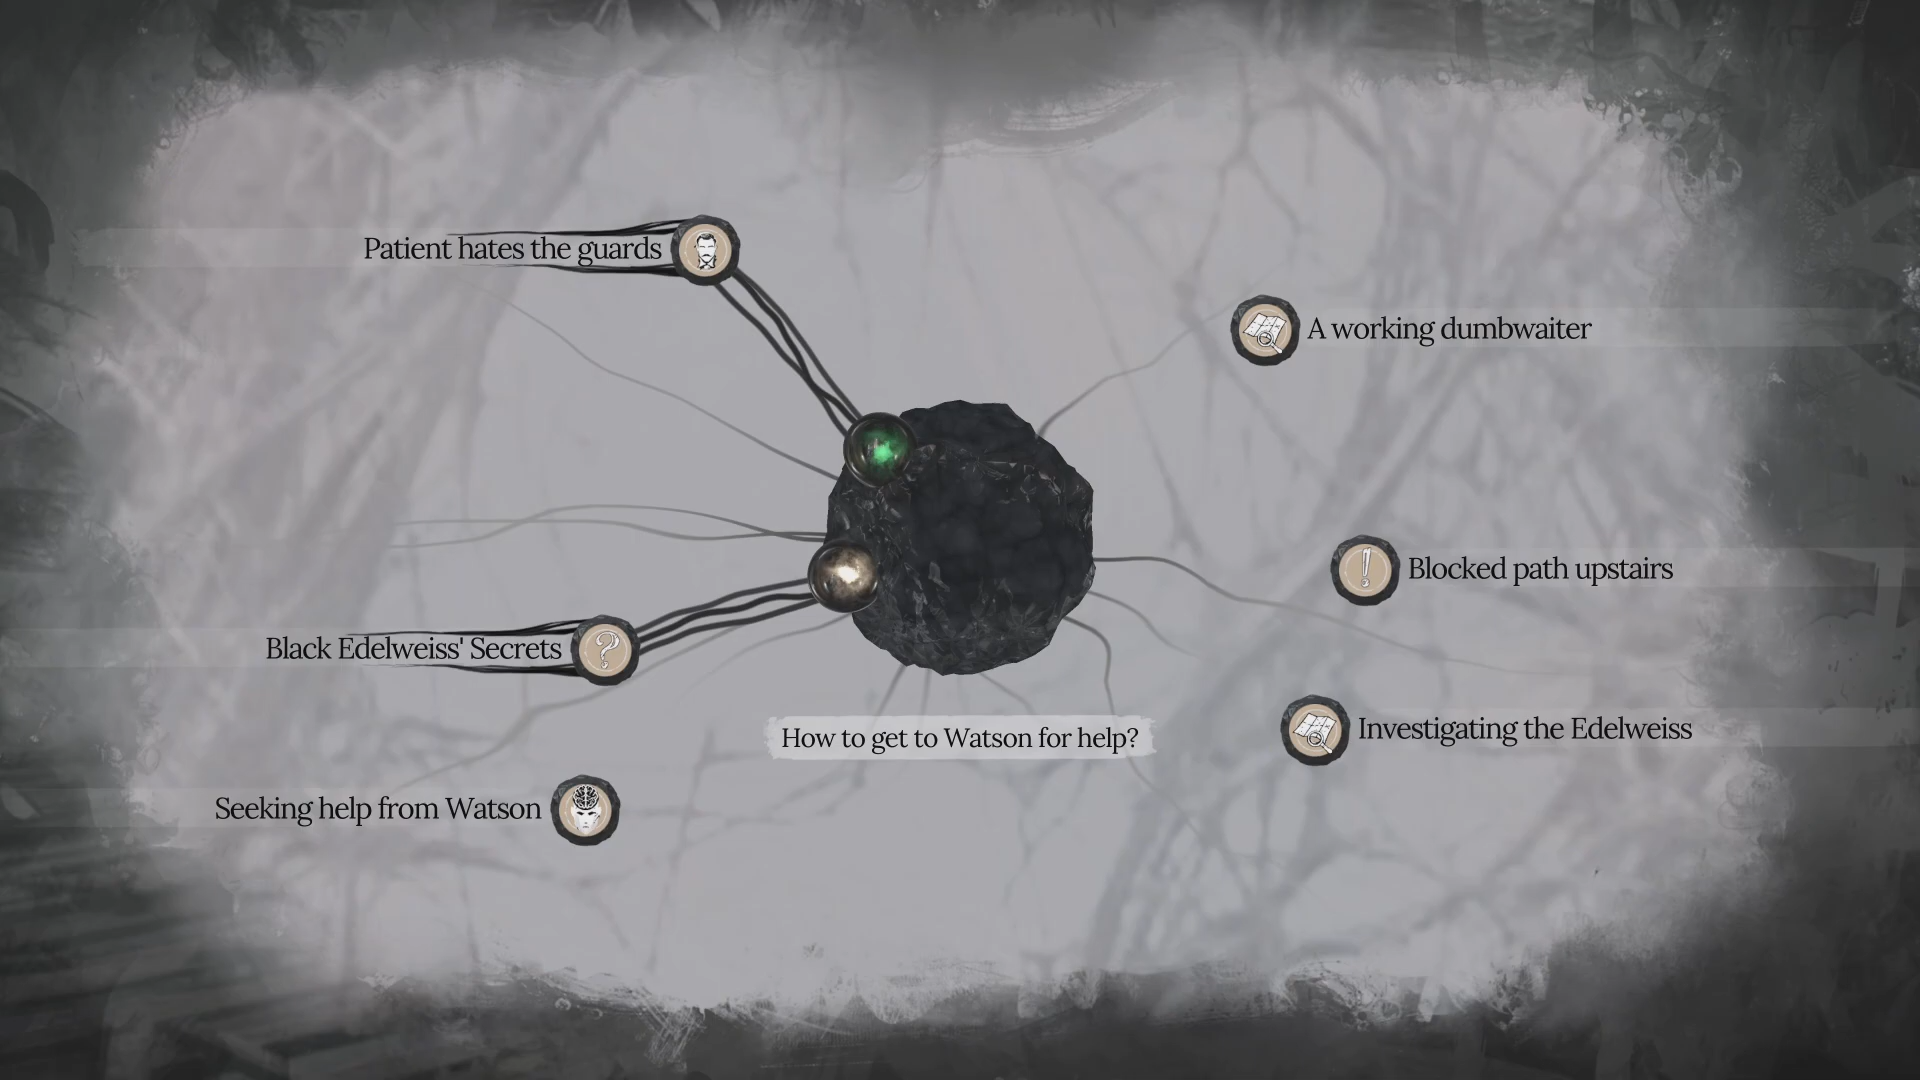 Patient hates the guards
A working dumbwaiter
Blocked path upstairs
Black Edelweiss' Secrets
Investigating the Edelweiss
How to get to Watson for help?
Seeking help from Watson